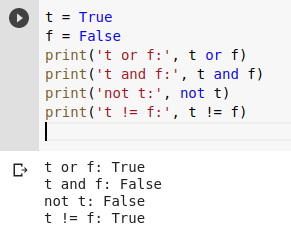 t = True
f = False
print('t or f:', t or f)
print('t and f:', t and f)
print('not t:', not t)
print('t != f:', t != f)
t or f: True
t and f: False
not t: False
t != f: True